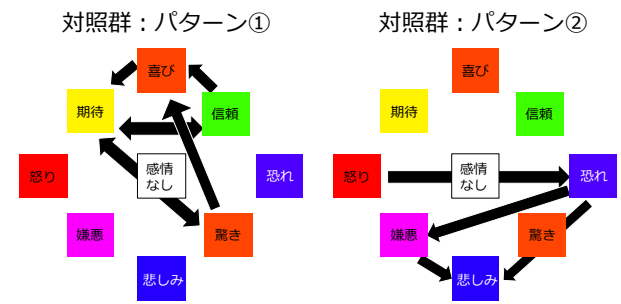 対照群：パターン①
喜び
期待
信頼
怒り
感情
なし
恐れ
嫌悪
驚き
悲しみ
対照群：パターン②
喜び
期待
信頼
怒り
感情
なし
恐れ
嫌悪
驚き
悲しみ